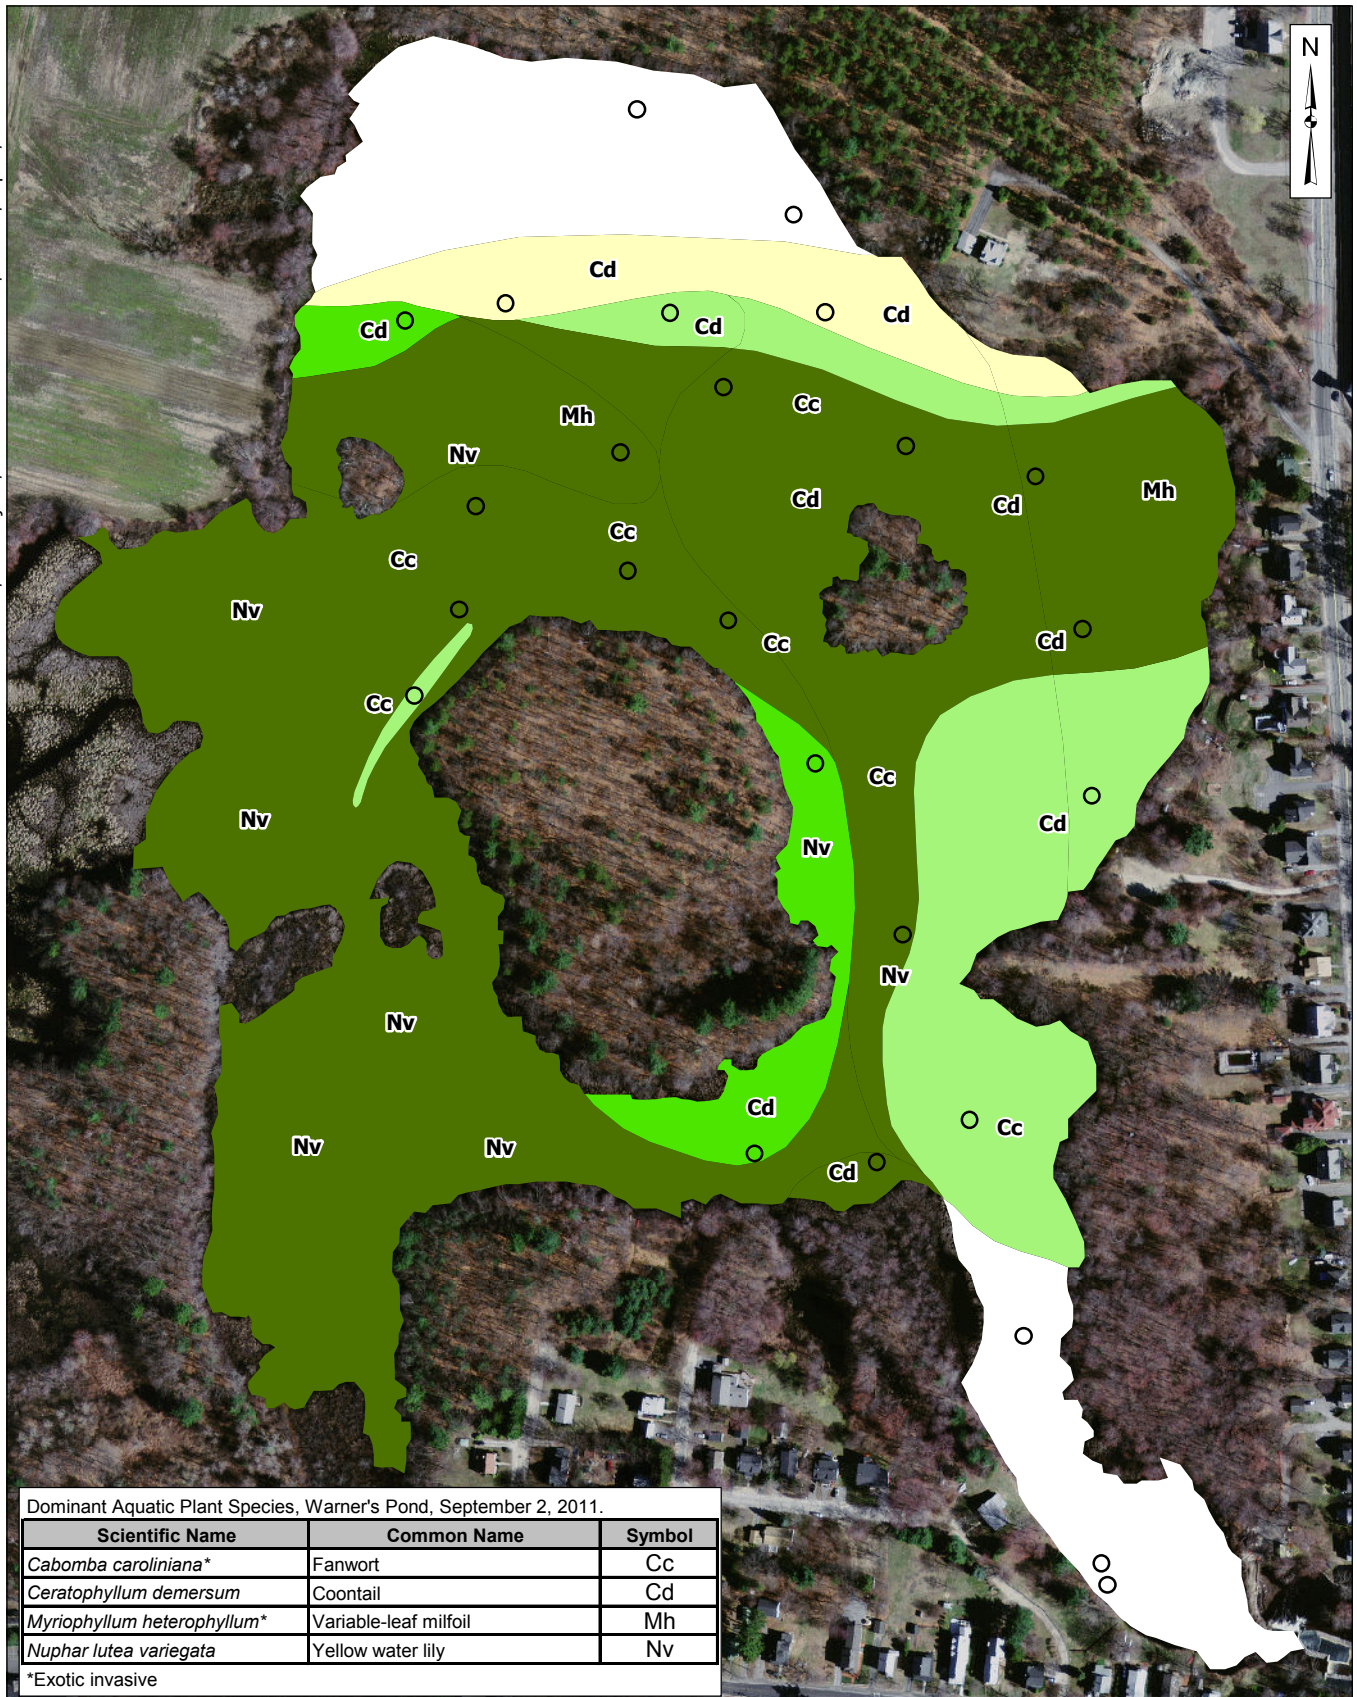 N
Cd
Cd
Cd
Cd
Cc
Mh
Nv
Mh
Cd
Cd
Cc
Cc
Nv
Cd
Cc
Cc
Cc
Nv
Cd
Nv
Nv
Nv
Cd
Cc
Nv
Nv
Cd
Dominant Aquatic Plant Species, Warner's Pond, September 2, 2011.
Scientific Name Common Name Symbol
Cabomba caroliniana* Fanwort Cc
Ceratophyllum demersum Coontail Cd
Myriophyllum heterophyllum* Variable-leaf milfoil Mh
Nuphar lutea variegata Yellow water lily Nv
*Exotic invasive